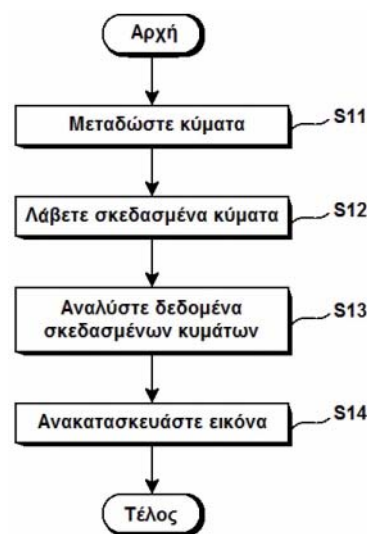 Αρχή
Μεταδώστε κύματα
S11
Λάβετε σκεδασμένα κύματα
S12
Αναλύστε δεδομένα
σκεδασμένων κυμάτων
S13
Ανακατασκευάστε εικόνα
S14
Τέλος